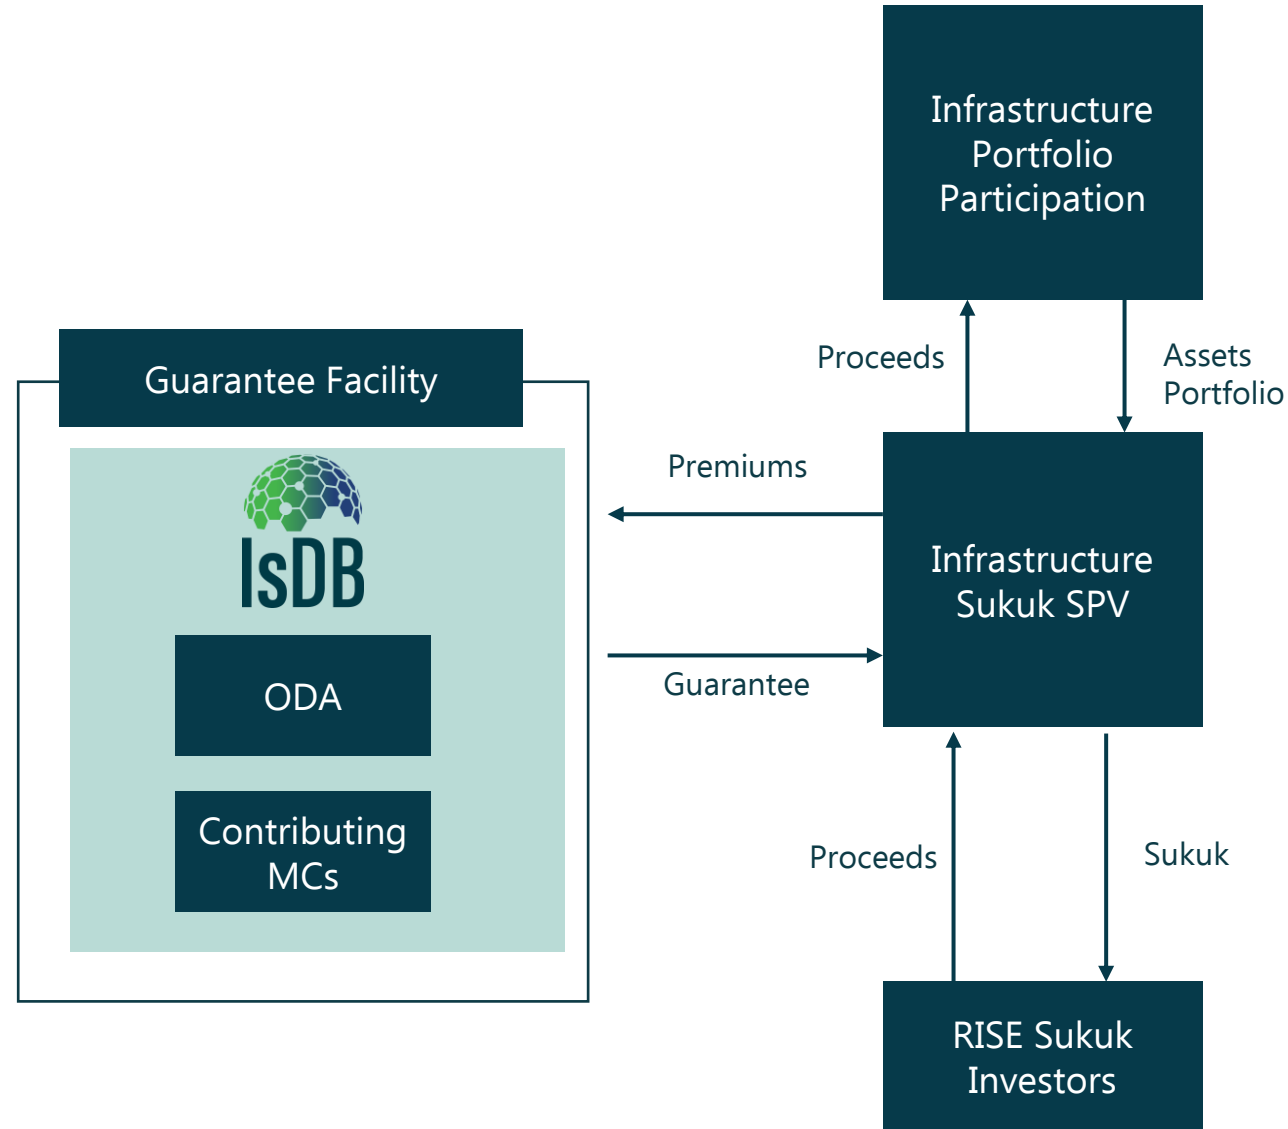 Infrastructure
Portfolio
Participation
Proceeds
Assets
Portfolio
Guarantee Facility
IsDB
ODA
Contributing
MCs
Premiums
Guarantee
Infrastructure
Sukuk SPV
Proceeds
Sukuk
RISE Sukuk
Investors